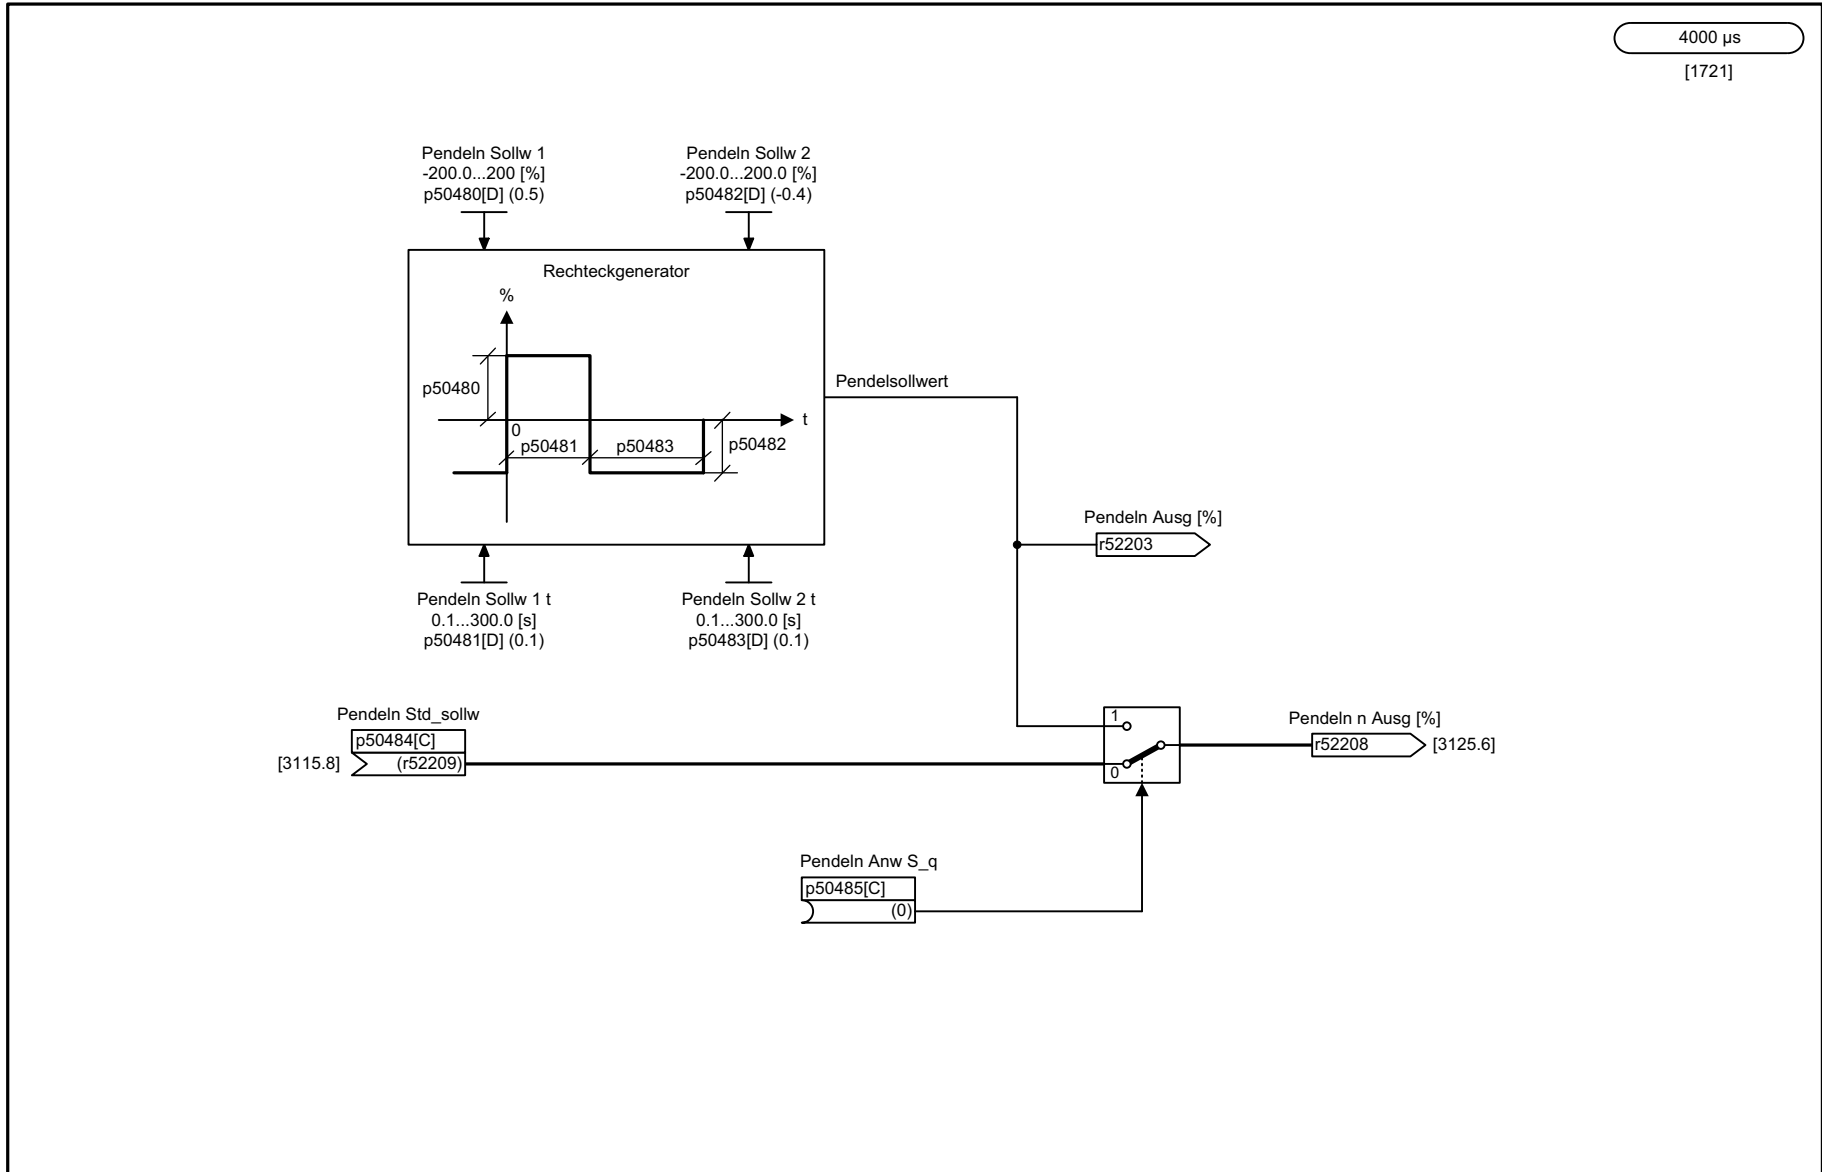 4000 µs
[1721]
Pendeln Sollw 1
-200.0...200 [%]
p50480[D] (0.5)
Pendeln Sollw 2
-200.0...200.0 [%]
p50482[D] (-0.4)
Rechteckgenerator
%
p50480
0
t
p50481
p50483
p50482
Pendelsollwert
Pendeln Ausg [%]
r52203
Pendeln Sollw 1 t
0.1...300.0 [s]
p50481[D] (0.1)
Pendeln Sollw 2 t
0.1...300.0 [s]
p50483[D] (0.1)
Pendeln Std_sollw
p50484[C]
[3115.8]
(r52209)
1
0
Pendeln n Ausg [%]
r52208
[3125.6]
Pendeln Anw S_q
p50485[C]
(0)